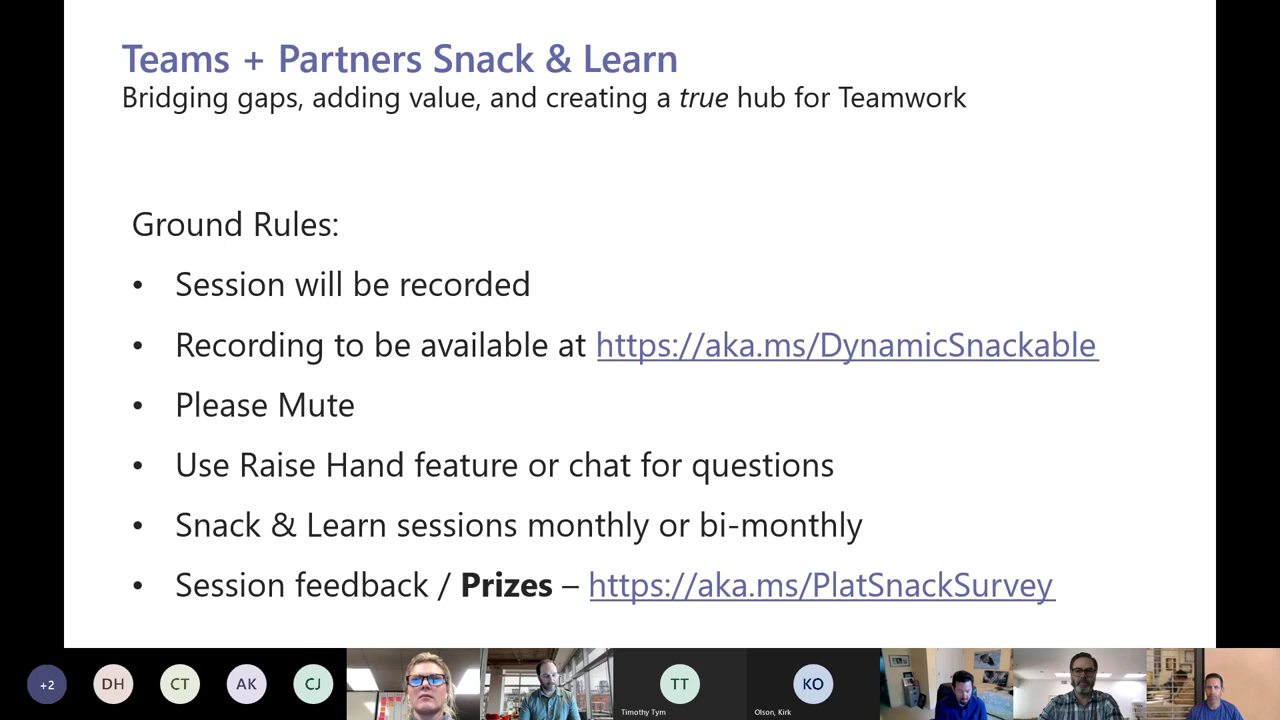 Teams + Partners Snack & Learn
Bridging gaps, adding value, and creating a true hub for Teamwork
Ground Rules:
• Session will be recorded
• Recording to be available at https://aka.ms/DynamicSnackable
• Please Mute
• Use Raise Hand feature or chat for questions
• Snack & Learn sessions monthly or bi-monthly
• Session feedback / Prizes – https://aka.ms/PlatSnackSurvey
+2 DH CT AK CJ TT KO
Timothy Tym Olson, Kirk